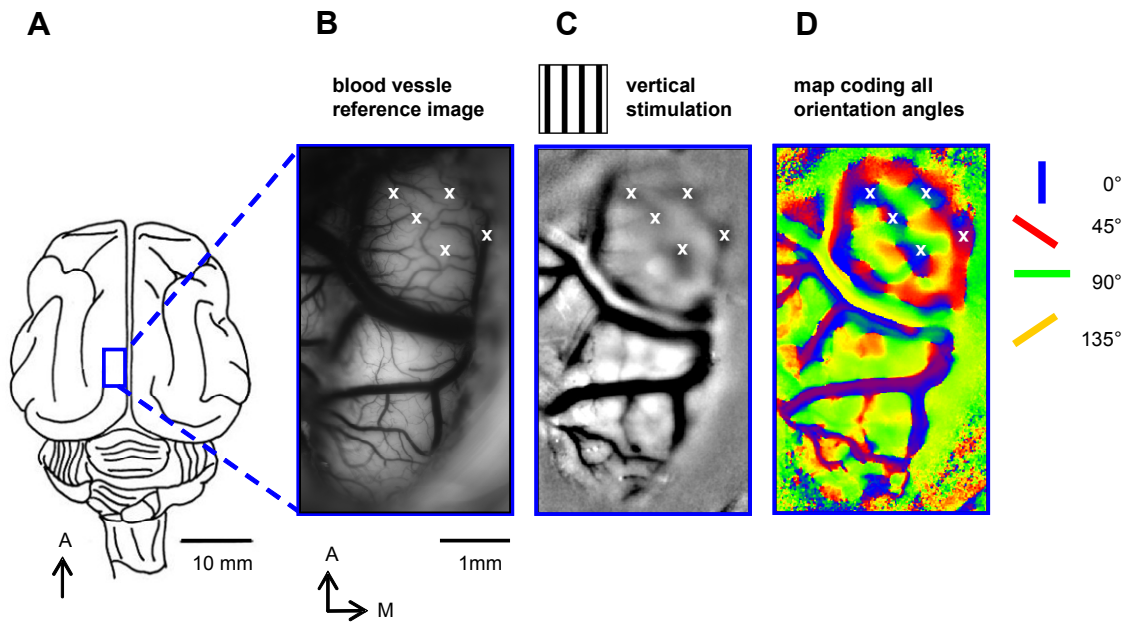 A
B
C
D
blood vessle
reference image
vertical
stimulation
map coding all
orientation angles
x x
x
x
x
x x
x
x
x
x x
x
x
x
0°
45°
90°
135°
A
10 mm
A
M
1mm